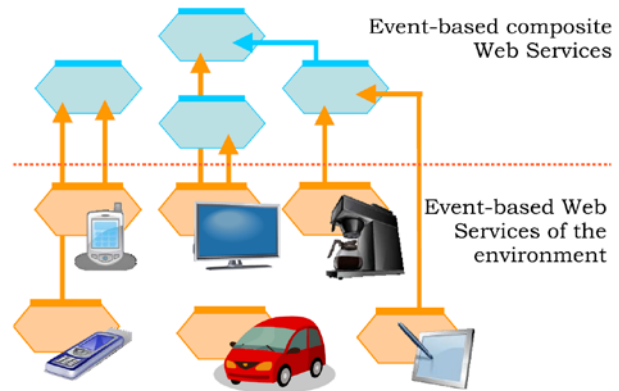 Event-based composite
Web Services
Event-based Web
Services of the
environment